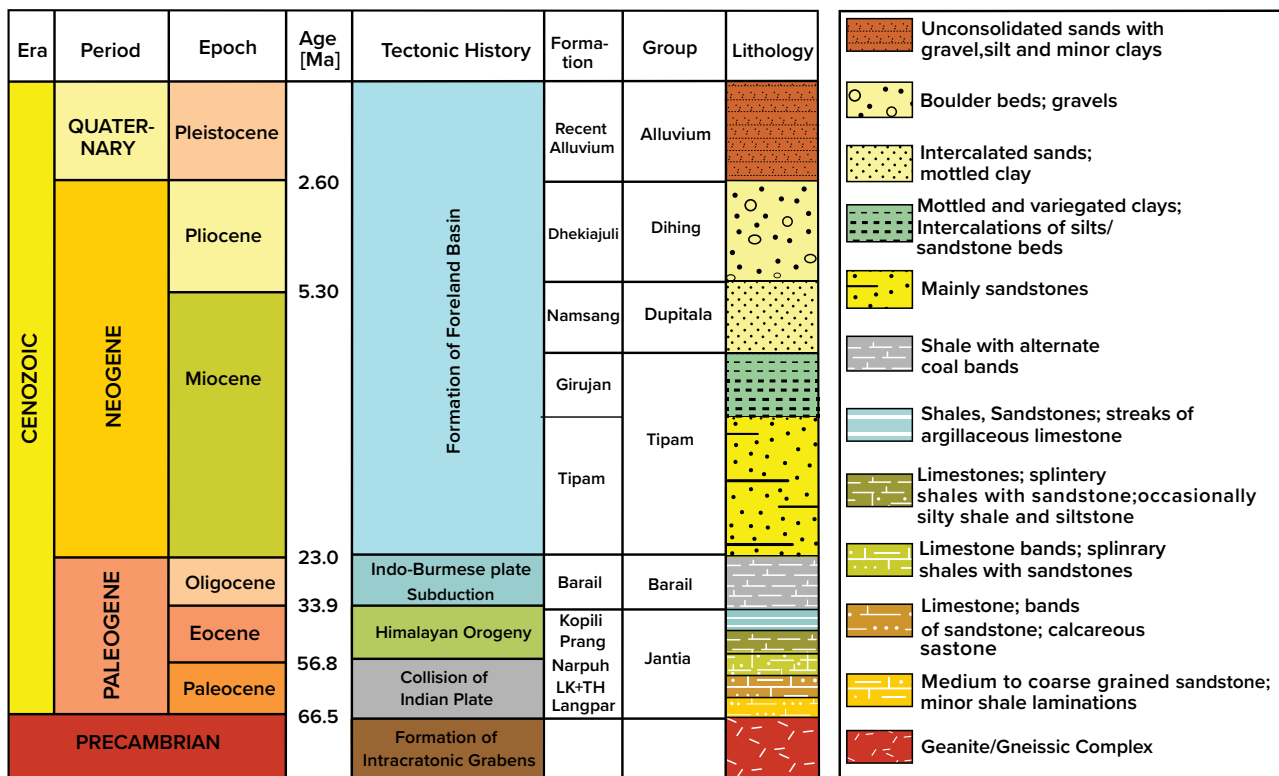 Era
Period
Epoch
Age
[Ma]
Tectonic History
Forma-
tion
Group
Lithology
CENOZOIC
QUATER-
NARY
Pleistocene
Recent
Alluvium
Alluvium
2.60
NEOGENE
Pliocene
Formation of Foreland Basin
Dhekiajuli
Dihing
5.30
Miocene
Namsang
Dupitala
Girujan
Tipam
Tipam
23.0
PALEOGENE
Oligocene
Indo-Burmese plate
Subduction
Barail
Barail
33.9
Eocene
Himalayan Orogeny
Kopili
Prang
Jantia
56.8
Paleocene
Collision of
Indian Plate
Narpuh
LK+TH
Langpar
66.5
PRECAMBRIAN
Formation of
Intracratonic Grabens
Unconsolidated sands with
gravel,silt and minor clays
Boulder beds; gravels
Intercalated sands;
mottled clay
Mottled and variegated clays;
Intercalations of silts/
sandstone beds
Mainly sandstones
Shale with alternate
coal bands
Shales, Sandstones; streaks of
argillaceous limestone
Limestones; splintery
shales with sandstone;occasionally
silty shale and siltstone
Limestone bands; splinrary
shales with sandstones
Limestone; bands
of sandstone; calcareous
sastone
Medium to coarse grained sandstone;
minor shale laminations
Geanite/Gneissic Complex